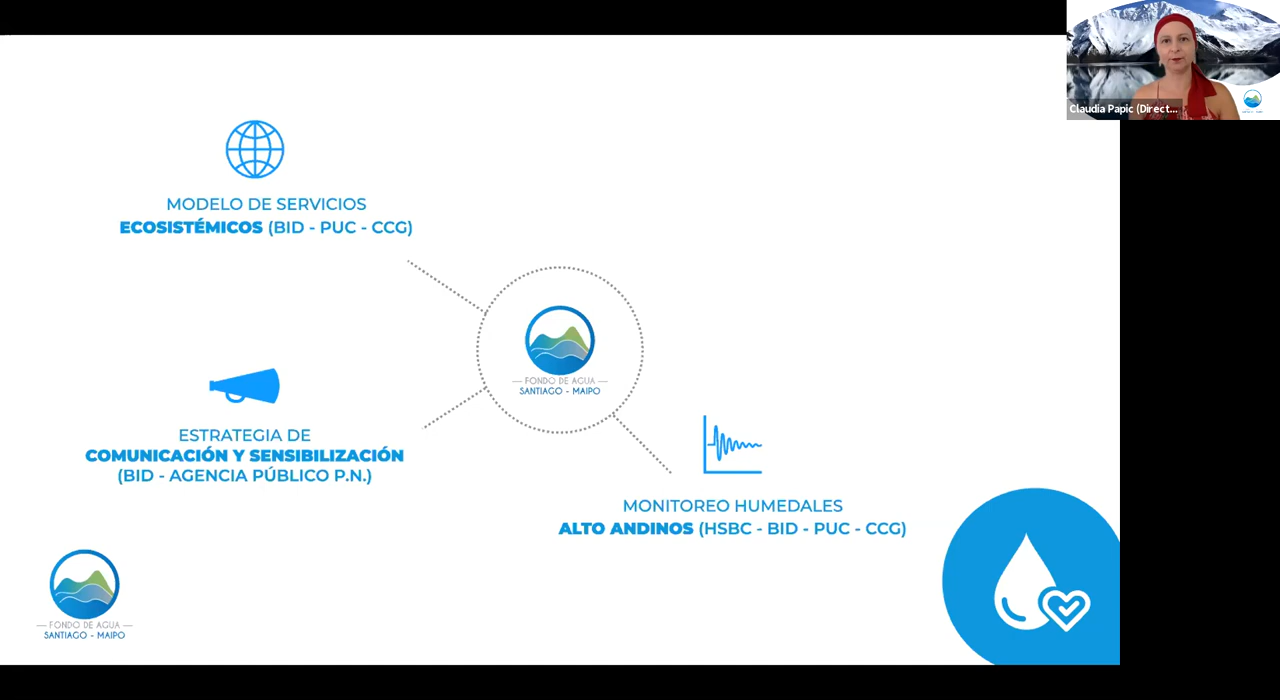 Claudia Papic (Direct...
MODELO DE SERVICIOS
ECOSISTÉMICOS (BID - PUC - CCG)
FONDO DE AGUA
SANTIAGO - MAIPO
ESTRATEGIA DE
COMUNICACIÓN Y SENSIBILIZACIÓN
(BID - AGENCIA PÚBLICO P.N.)
MONITOREO HUMEDALES
ALTO ANDINOS (HSBC - BID - PUC - CCG)
FONDO DE AGUA
SANTIAGO - MAIPO